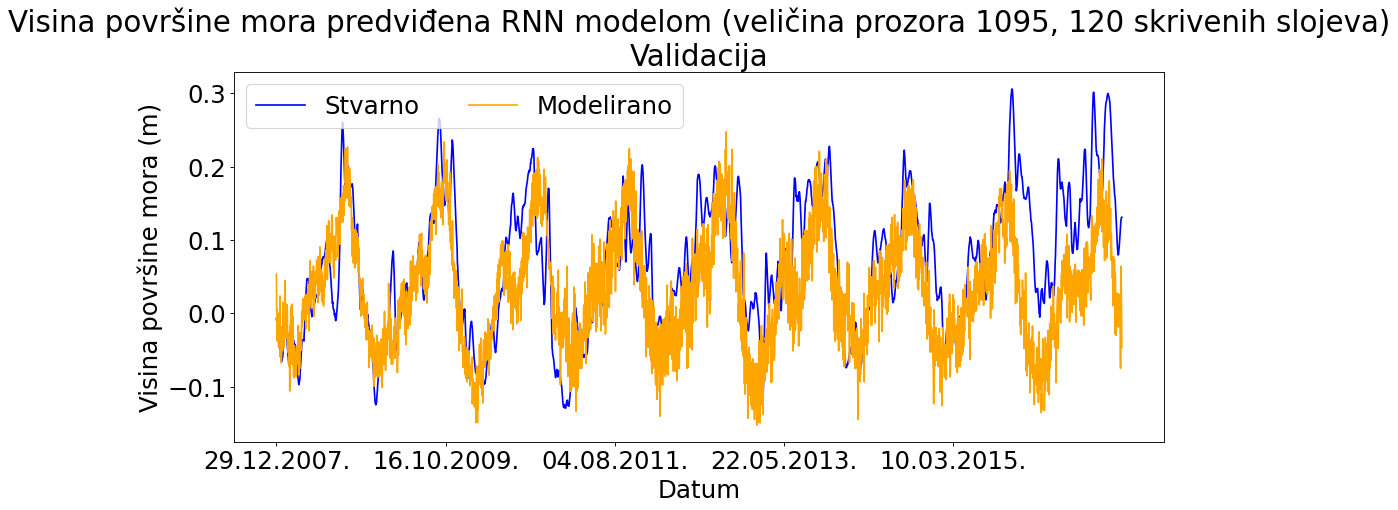 Visina površine mora predviđena RNN modelom (veličina prozora 1095, 120 skrivenih slojeva)
Validacija
Stvarno
Modelirano
Visina površine mora (m)
0.3
0.2
0.1
0.0
−0.1
29.12.2007.
16.10.2009.
04.08.2011.
22.05.2013.
10.03.2015.
Datum